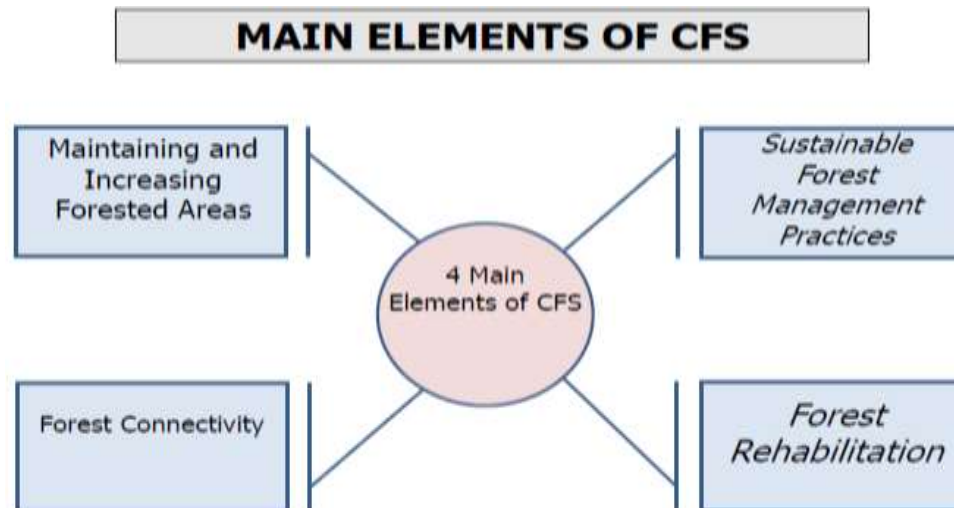 MAIN ELEMENTS OF CFS
Maintaining and
Increasing
Forested Areas
Sustainable
Forest
Management
Practices
4 Main
Elements of CFS
Forest Connectivity
Forest
Rehabilitation